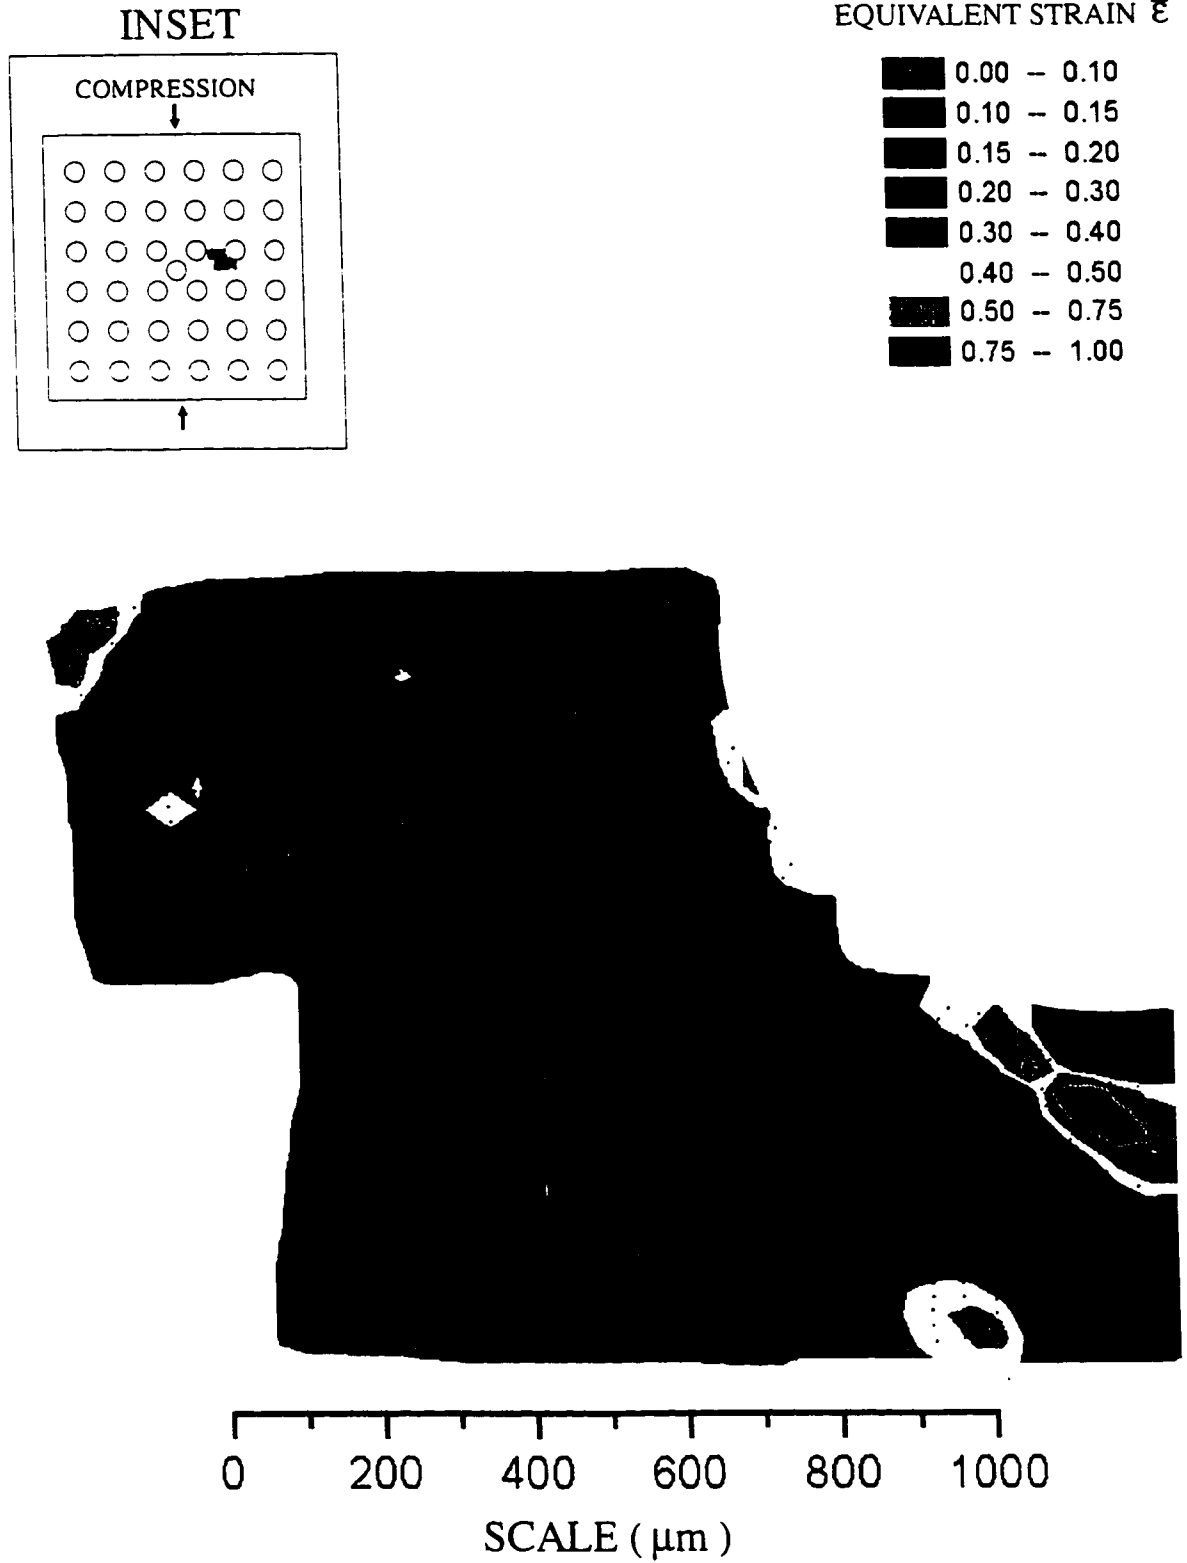 INSET
COMPRESSION
EQUIVALENT STRAIN ε̄
0.00 – 0.10
0.10 – 0.15
0.15 – 0.20
0.20 – 0.30
0.30 – 0.40
0.40 – 0.50
0.50 – 0.75
0.75 – 1.00
0 200 400 600 800 1000
SCALE ( μm )